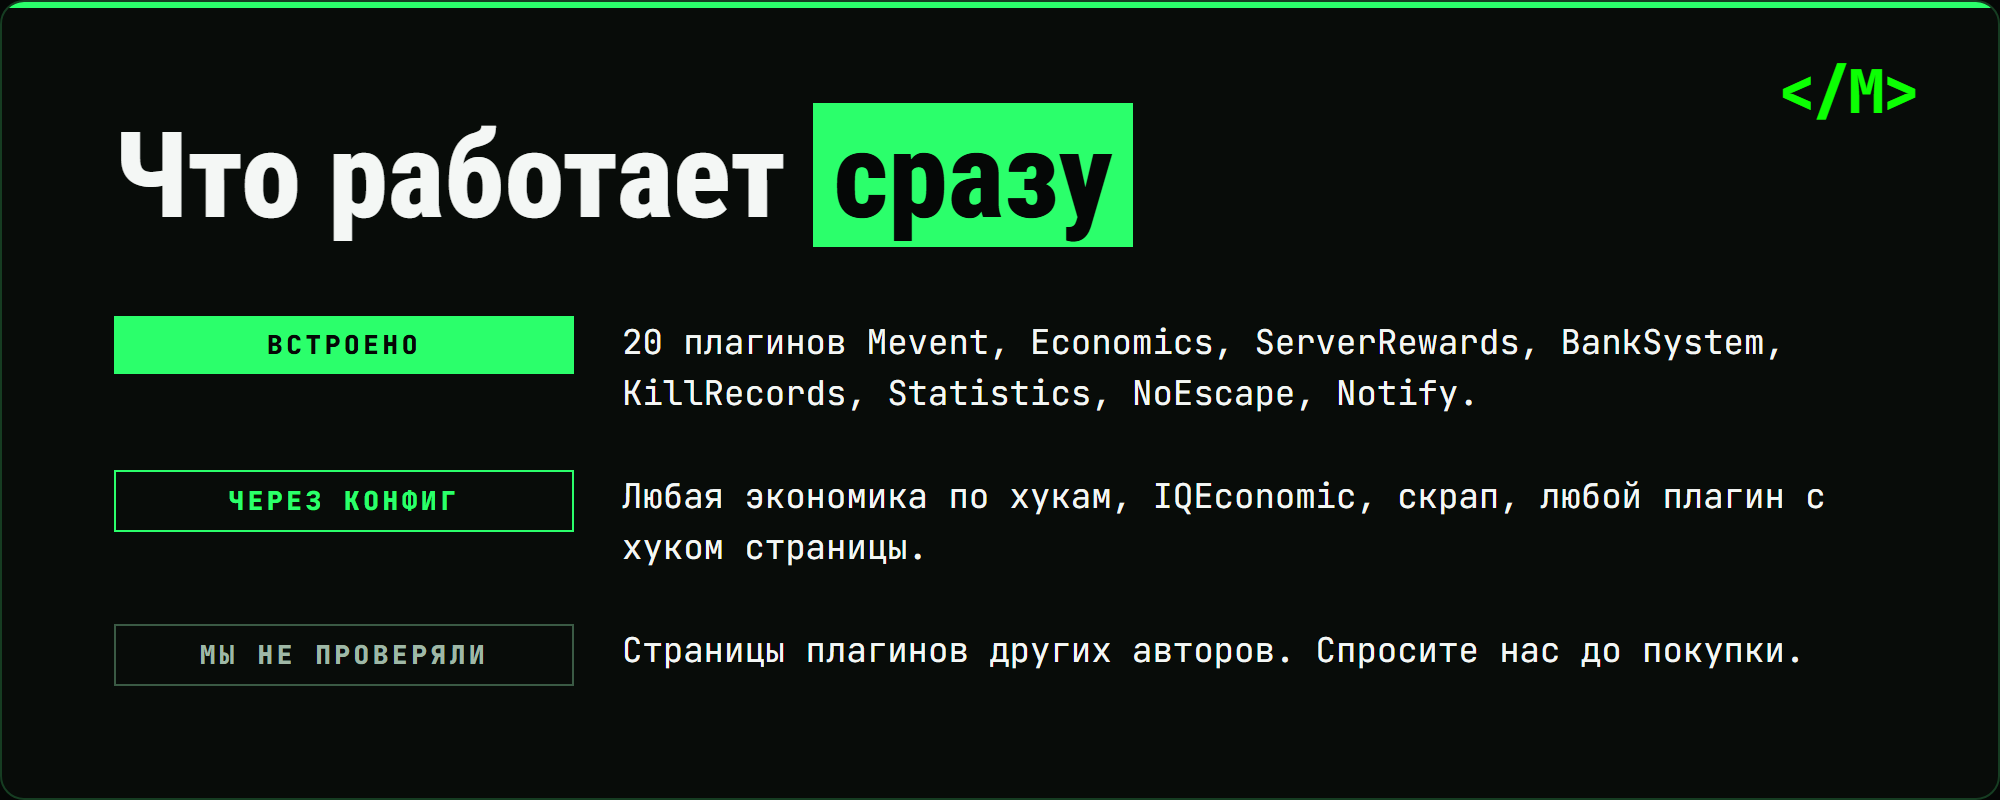 </M>
Что работает сразу
ВСТРОЕНО
20 плагинов Mevent, Economics, ServerRewards, BankSystem,
KillRecords, Statistics, NoEscape, Notify.
ЧЕРЕЗ КОНФИГ
Любая экономика по хукам, IQEconomic, скрап, любой плагин с
хуком страницы.
МЫ НЕ ПРОВЕРЯЛИ
Страницы плагинов других авторов. Спросите нас до покупки.